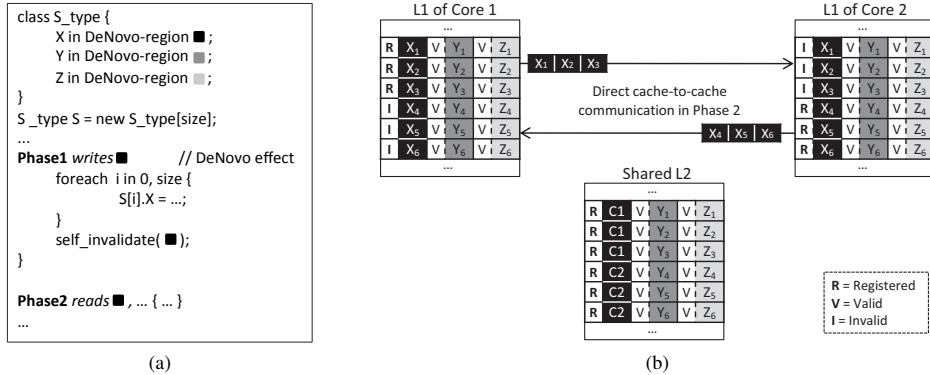 class S_type {
X in DeNovo-region ■ ;
Y in DeNovo-region ■ ;
Z in DeNovo-region ■ ;
}
S _type S = new S_type[size];
...
Phase1 writes ■ // DeNovo effect
foreach i in 0, size {
S[i].X = …;
}
self_invalidate( ■ );
}
Phase2 reads ■ , … { … }
...
(a)
L1 of Core 1
...
R X1 V Y1 V Z1
R X2 V Y2 V Z2
R X3 V Y3 V Z3
I X4 V Y4 V Z4
I X5 V Y5 V Z5
I X6 V Y6 V Z6
...
X1 X2 X3
Direct cache-to-cache
communication in Phase 2
X4 X5 X6
L1 of Core 2
...
I X1 V Y1 V Z1
I X2 V Y2 V Z2
I X3 V Y3 V Z3
R X4 V Y4 V Z4
R X5 V Y5 V Z5
R X6 V Y6 V Z6
...
Shared L2
...
R C1 V Y1 V Z1
R C1 V Y2 V Z2
R C1 V Y3 V Z3
R C2 V Y4 V Z4
R C2 V Y5 V Z5
R C2 V Y6 V Z6
...
R = Registered
V = Valid
I = Invalid
(b)